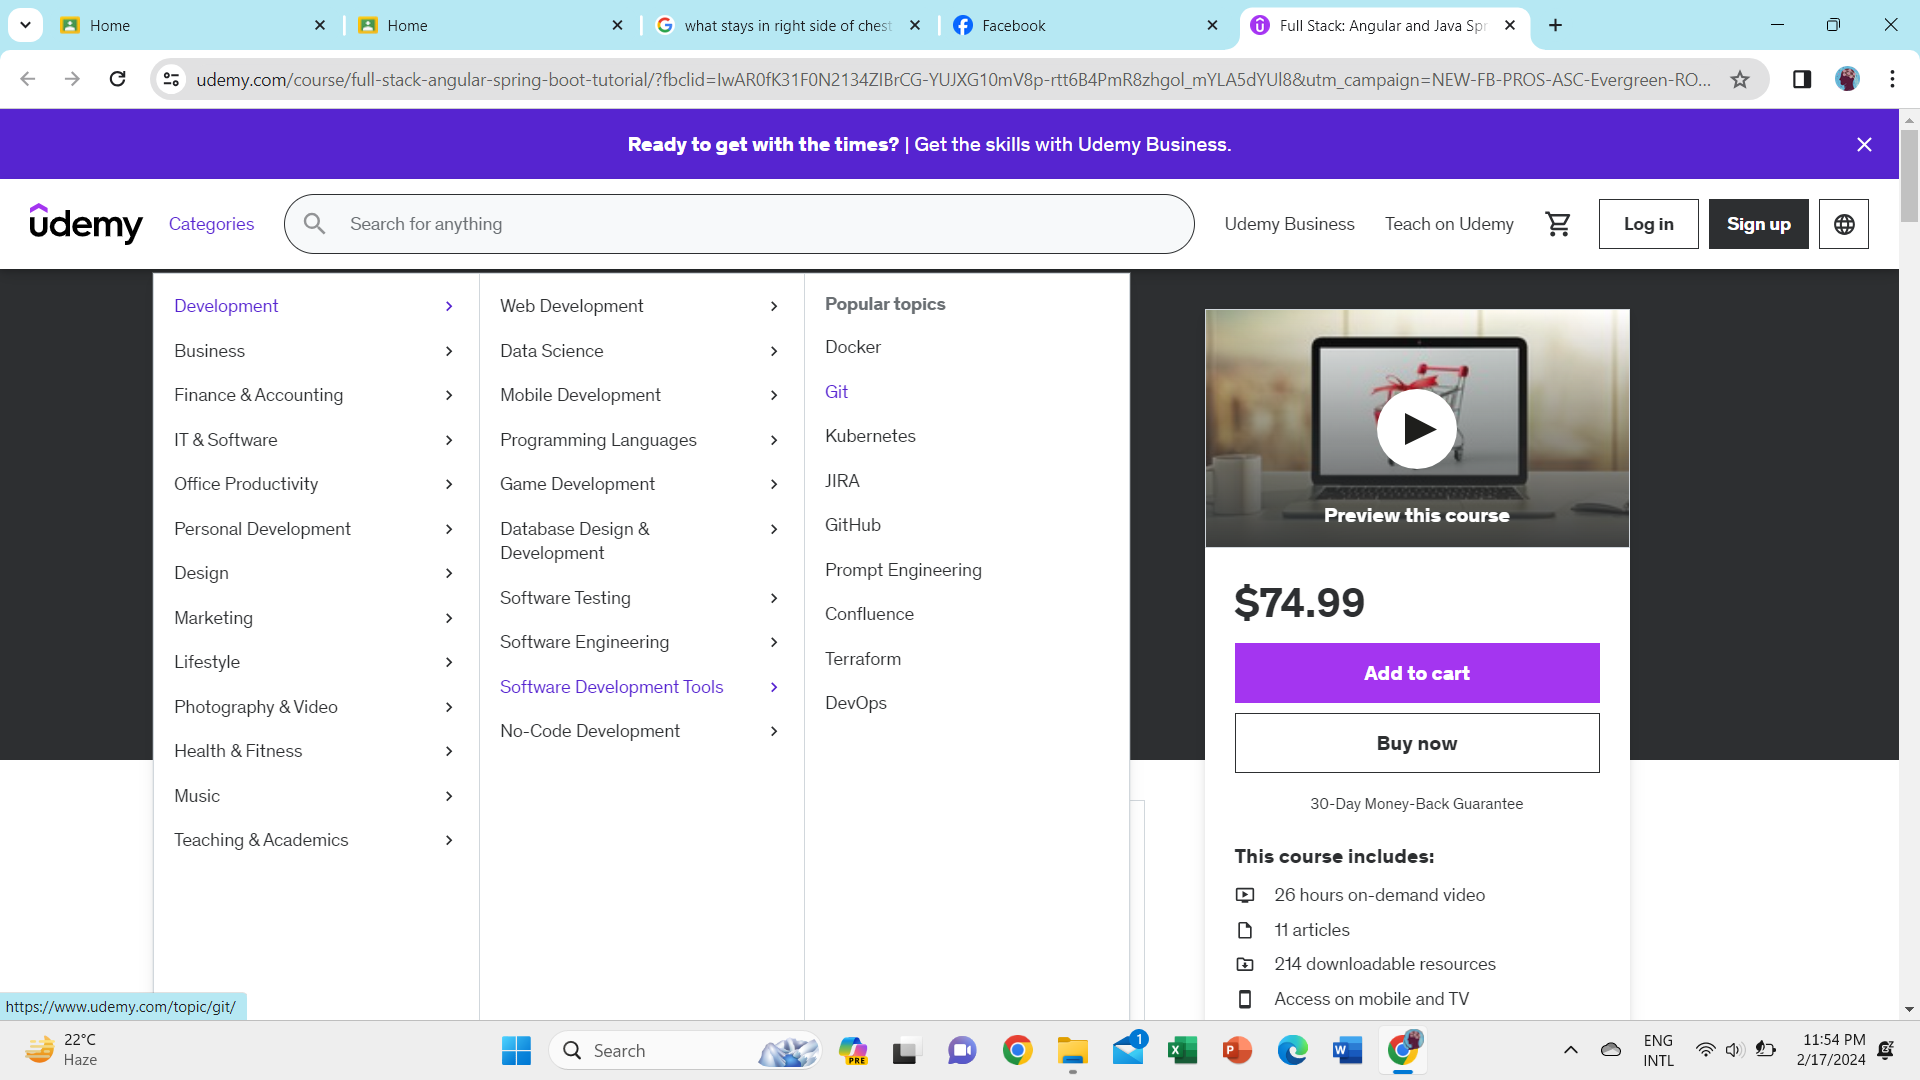 Home
Home
what stays in right side of chest
Facebook
Full Stack: Angular and Java Spr
udemy.com/course/full-stack-angular-spring-boot-tutorial/?fbclid=IwAR0fK31F0N2134ZIBrCG-YUJXG10mV8p-rtt6B4PmR8zhgol_mYLA5dYUl8&utm_campaign=NEW-FB-PROS-ASC-Evergreen-RO...
Ready to get with the times? | Get the skills with Udemy Business.
udemy
Categories
Search for anything
Udemy Business
Teach on Udemy
Log in
Sign up
Development
Business
Finance & Accounting
IT & Software
Office Productivity
Personal Development
Design
Marketing
Lifestyle
Photography & Video
Health & Fitness
Music
Teaching & Academics
Web Development
Data Science
Mobile Development
Programming Languages
Game Development
Database Design &
Development
Software Testing
Software Engineering
Software Development Tools
No-Code Development
Popular topics
Docker
Git
Kubernetes
JIRA
GitHub
Prompt Engineering
Confluence
Terraform
DevOps
Preview this course
$74.99
Add to cart
Buy now
30-Day Money-Back Guarantee
This course includes:
26 hours on-demand video
11 articles
214 downloadable resources
Access on mobile and TV
https://www.udemy.com/topic/git/
22°C
Haze
Search
PRE
1
ENG
INTL
11:54 PM
2/17/2024